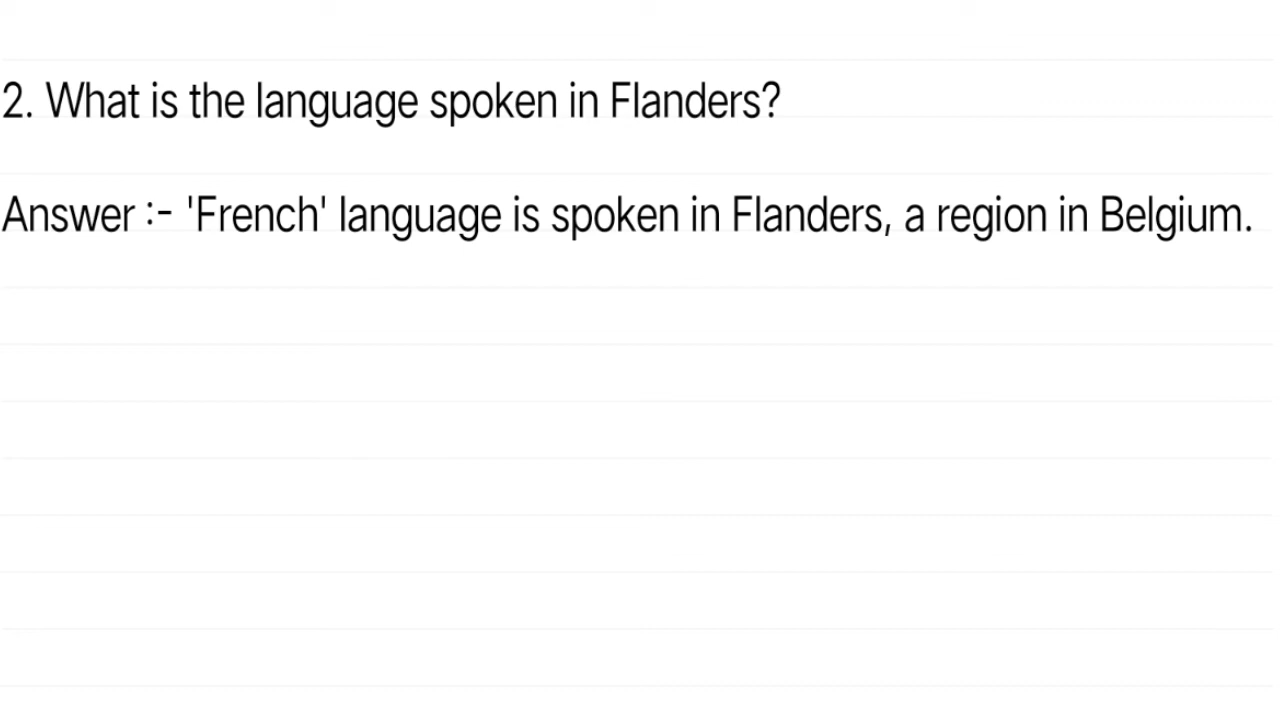 2. What is the language spoken in Flanders?
Answer :- 'French' language is spoken in Flanders, a region in Belgium.